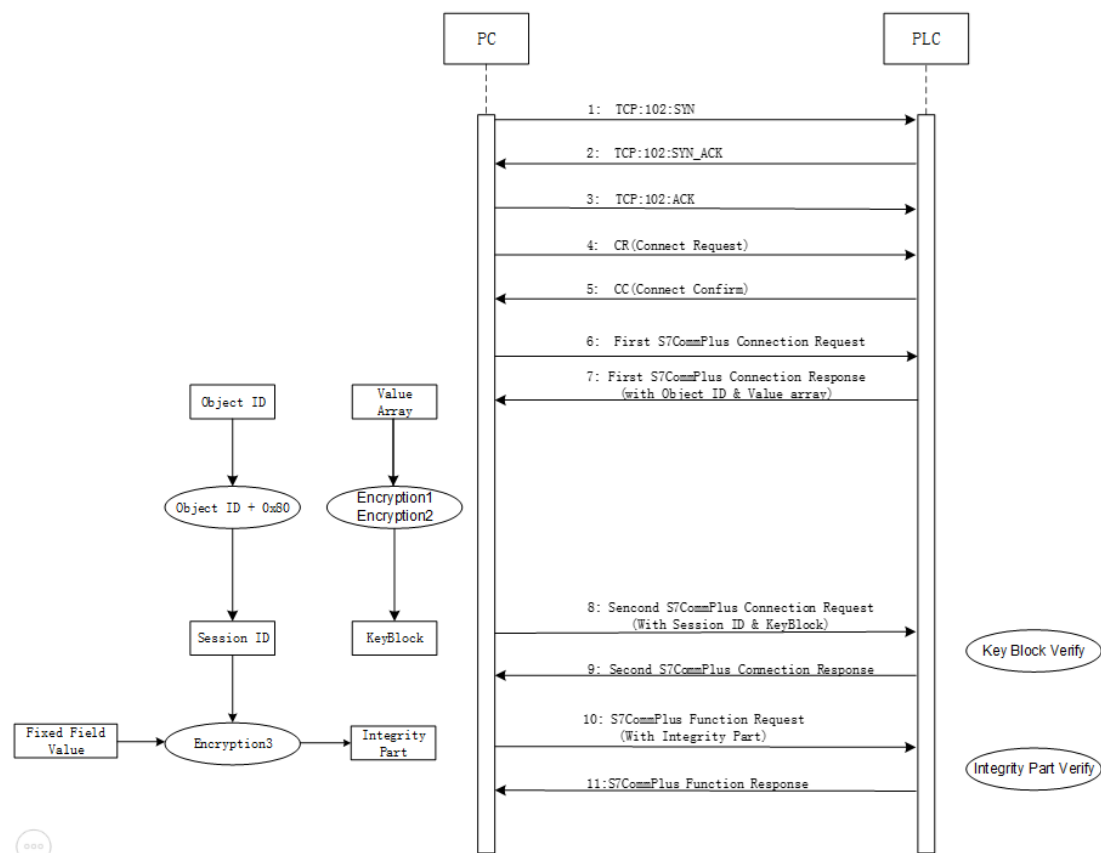 PC
PLC
1: TCP:102:SYN
2: TCP:102:SYN_ACK
3: TCP:102:ACK
4: CR(Connect Request)
5: CC(Connect Confirm)
6: First S7CommPlus Connection Request
7: First S7CommPlus Connection Response
(with Object ID & Value array)
Object ID
Value
Array
Object ID + 0x80
Encryption1
Encryption2
8: Sencond S7CommPlus Connection Request
(With Session ID & KeyBlock)
Session ID
KeyBlock
Key Block Verify
9: Second S7CommPlus Connection Response
10: S7CommPlus Function Request
(With Integrity Part)
Fixed Field
Value
Encryption3
Integrity
Part
Integrity Part Verify
11:S7CommPlus Function Response